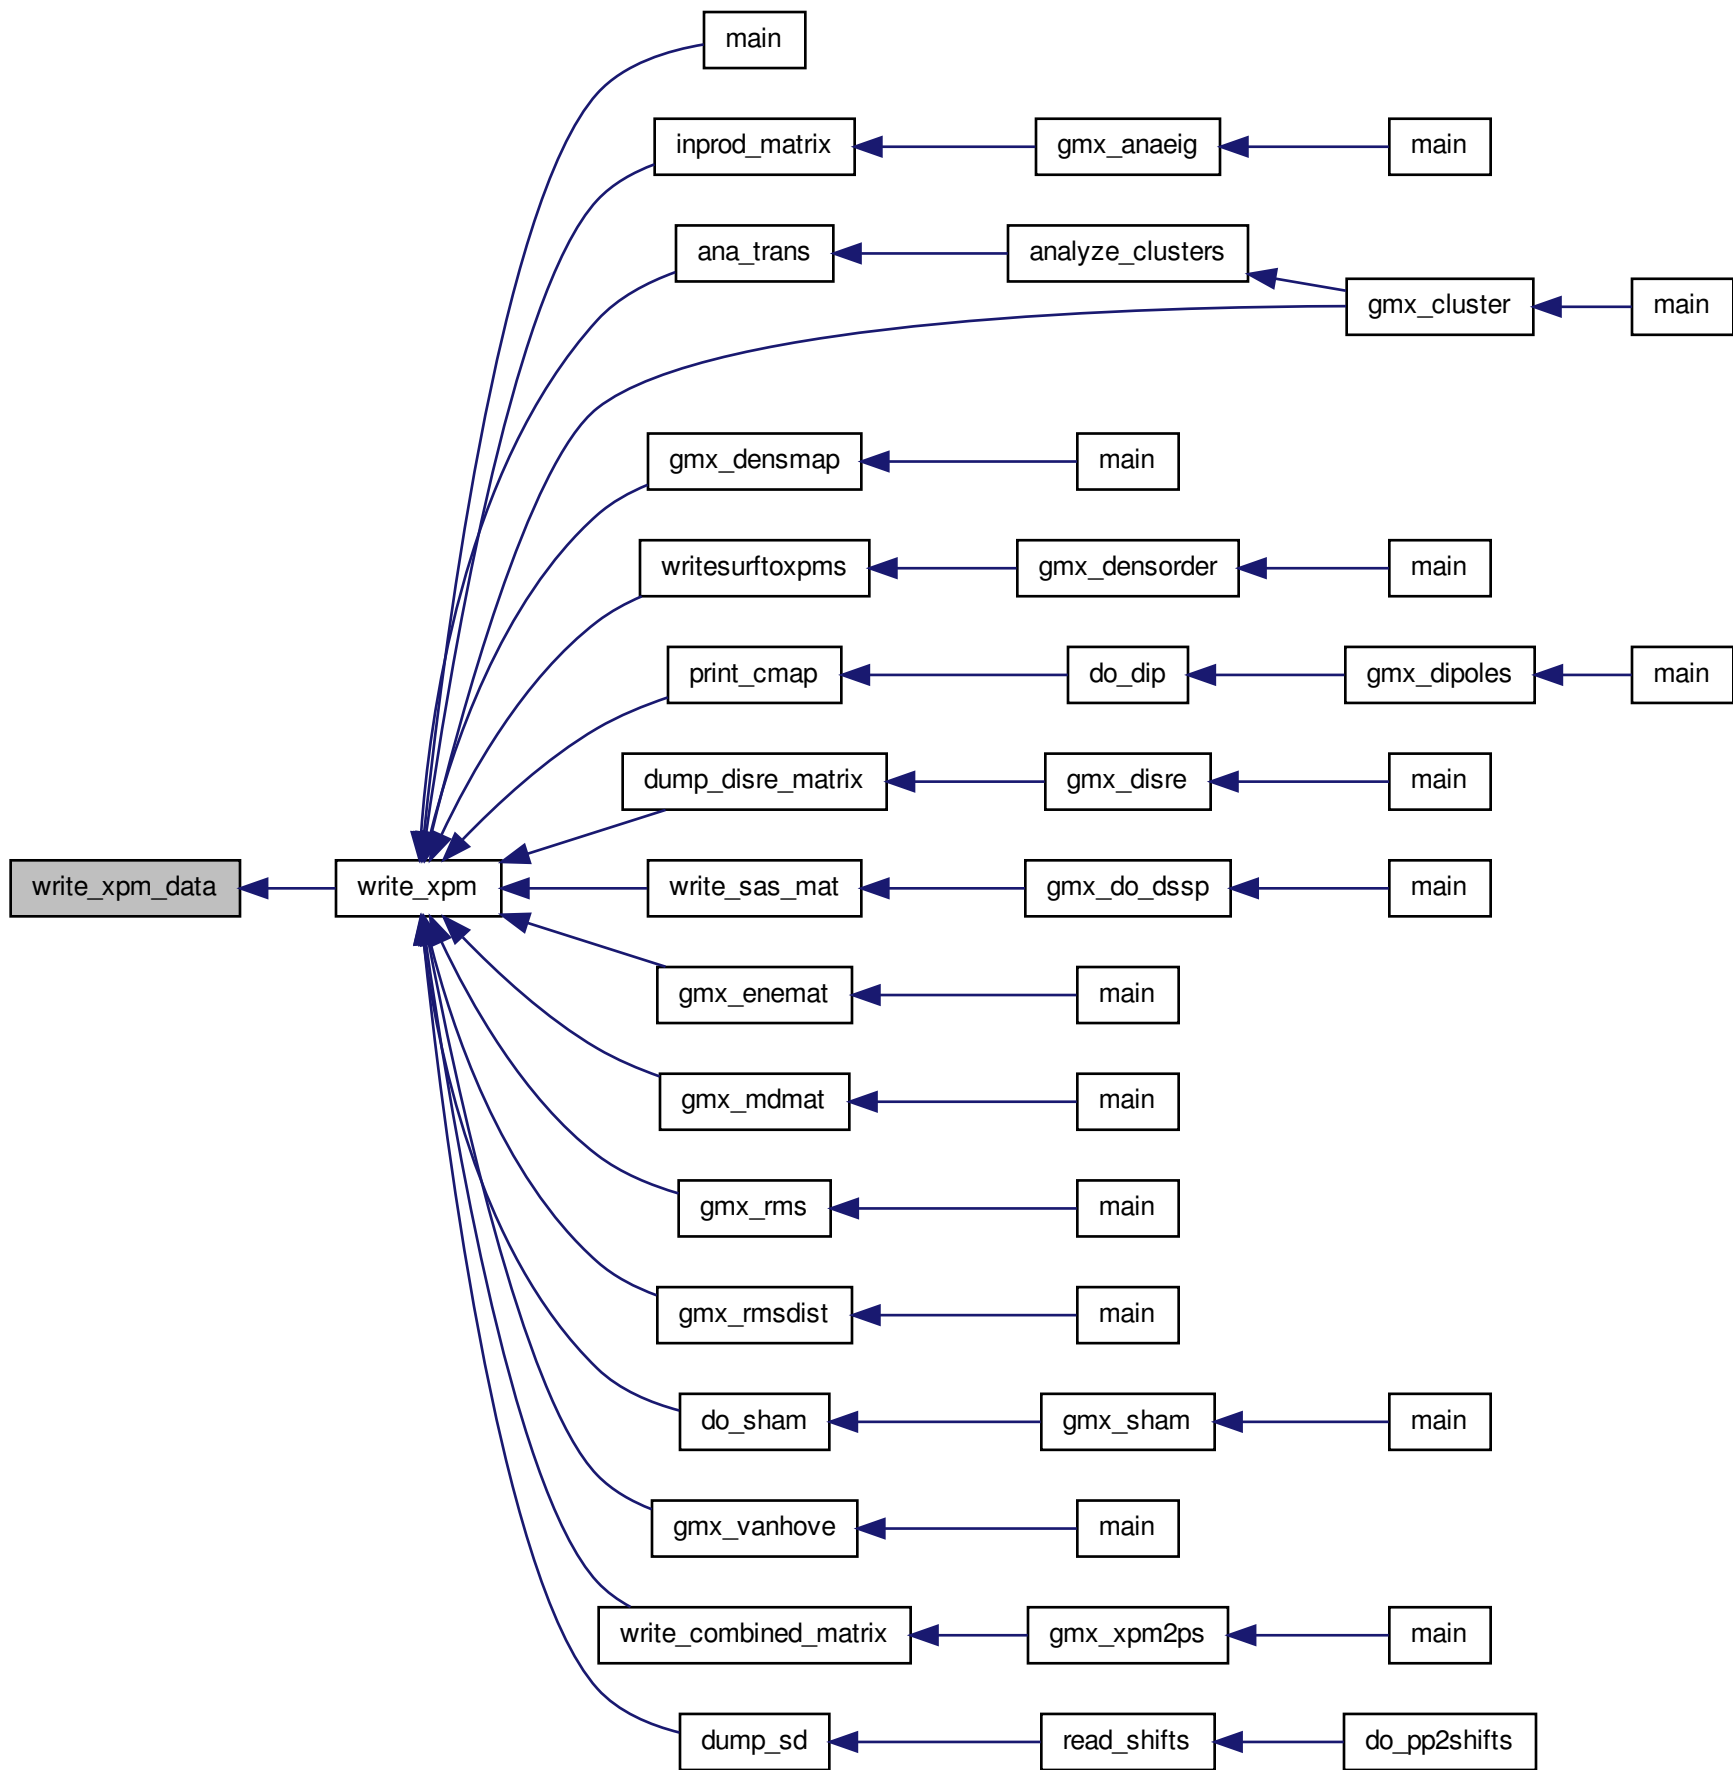 main
inprod_matrix
gmx_anaeig
main
ana_trans
analyze_clusters
gmx_cluster
main
gmx_densmap
main
writesurftoxpms
gmx_densorder
main
print_cmap
do_dip
gmx_dipoles
main
dump_disre_matrix
gmx_disre
main
write_xpm_data
write_xpm
write_sas_mat
gmx_do_dssp
main
gmx_enemat
main
gmx_mdmat
main
gmx_rms
main
gmx_rmsdist
main
do_sham
gmx_sham
main
gmx_vanhove
main
write_combined_matrix
gmx_xpm2ps
main
dump_sd
read_shifts
do_pp2shifts